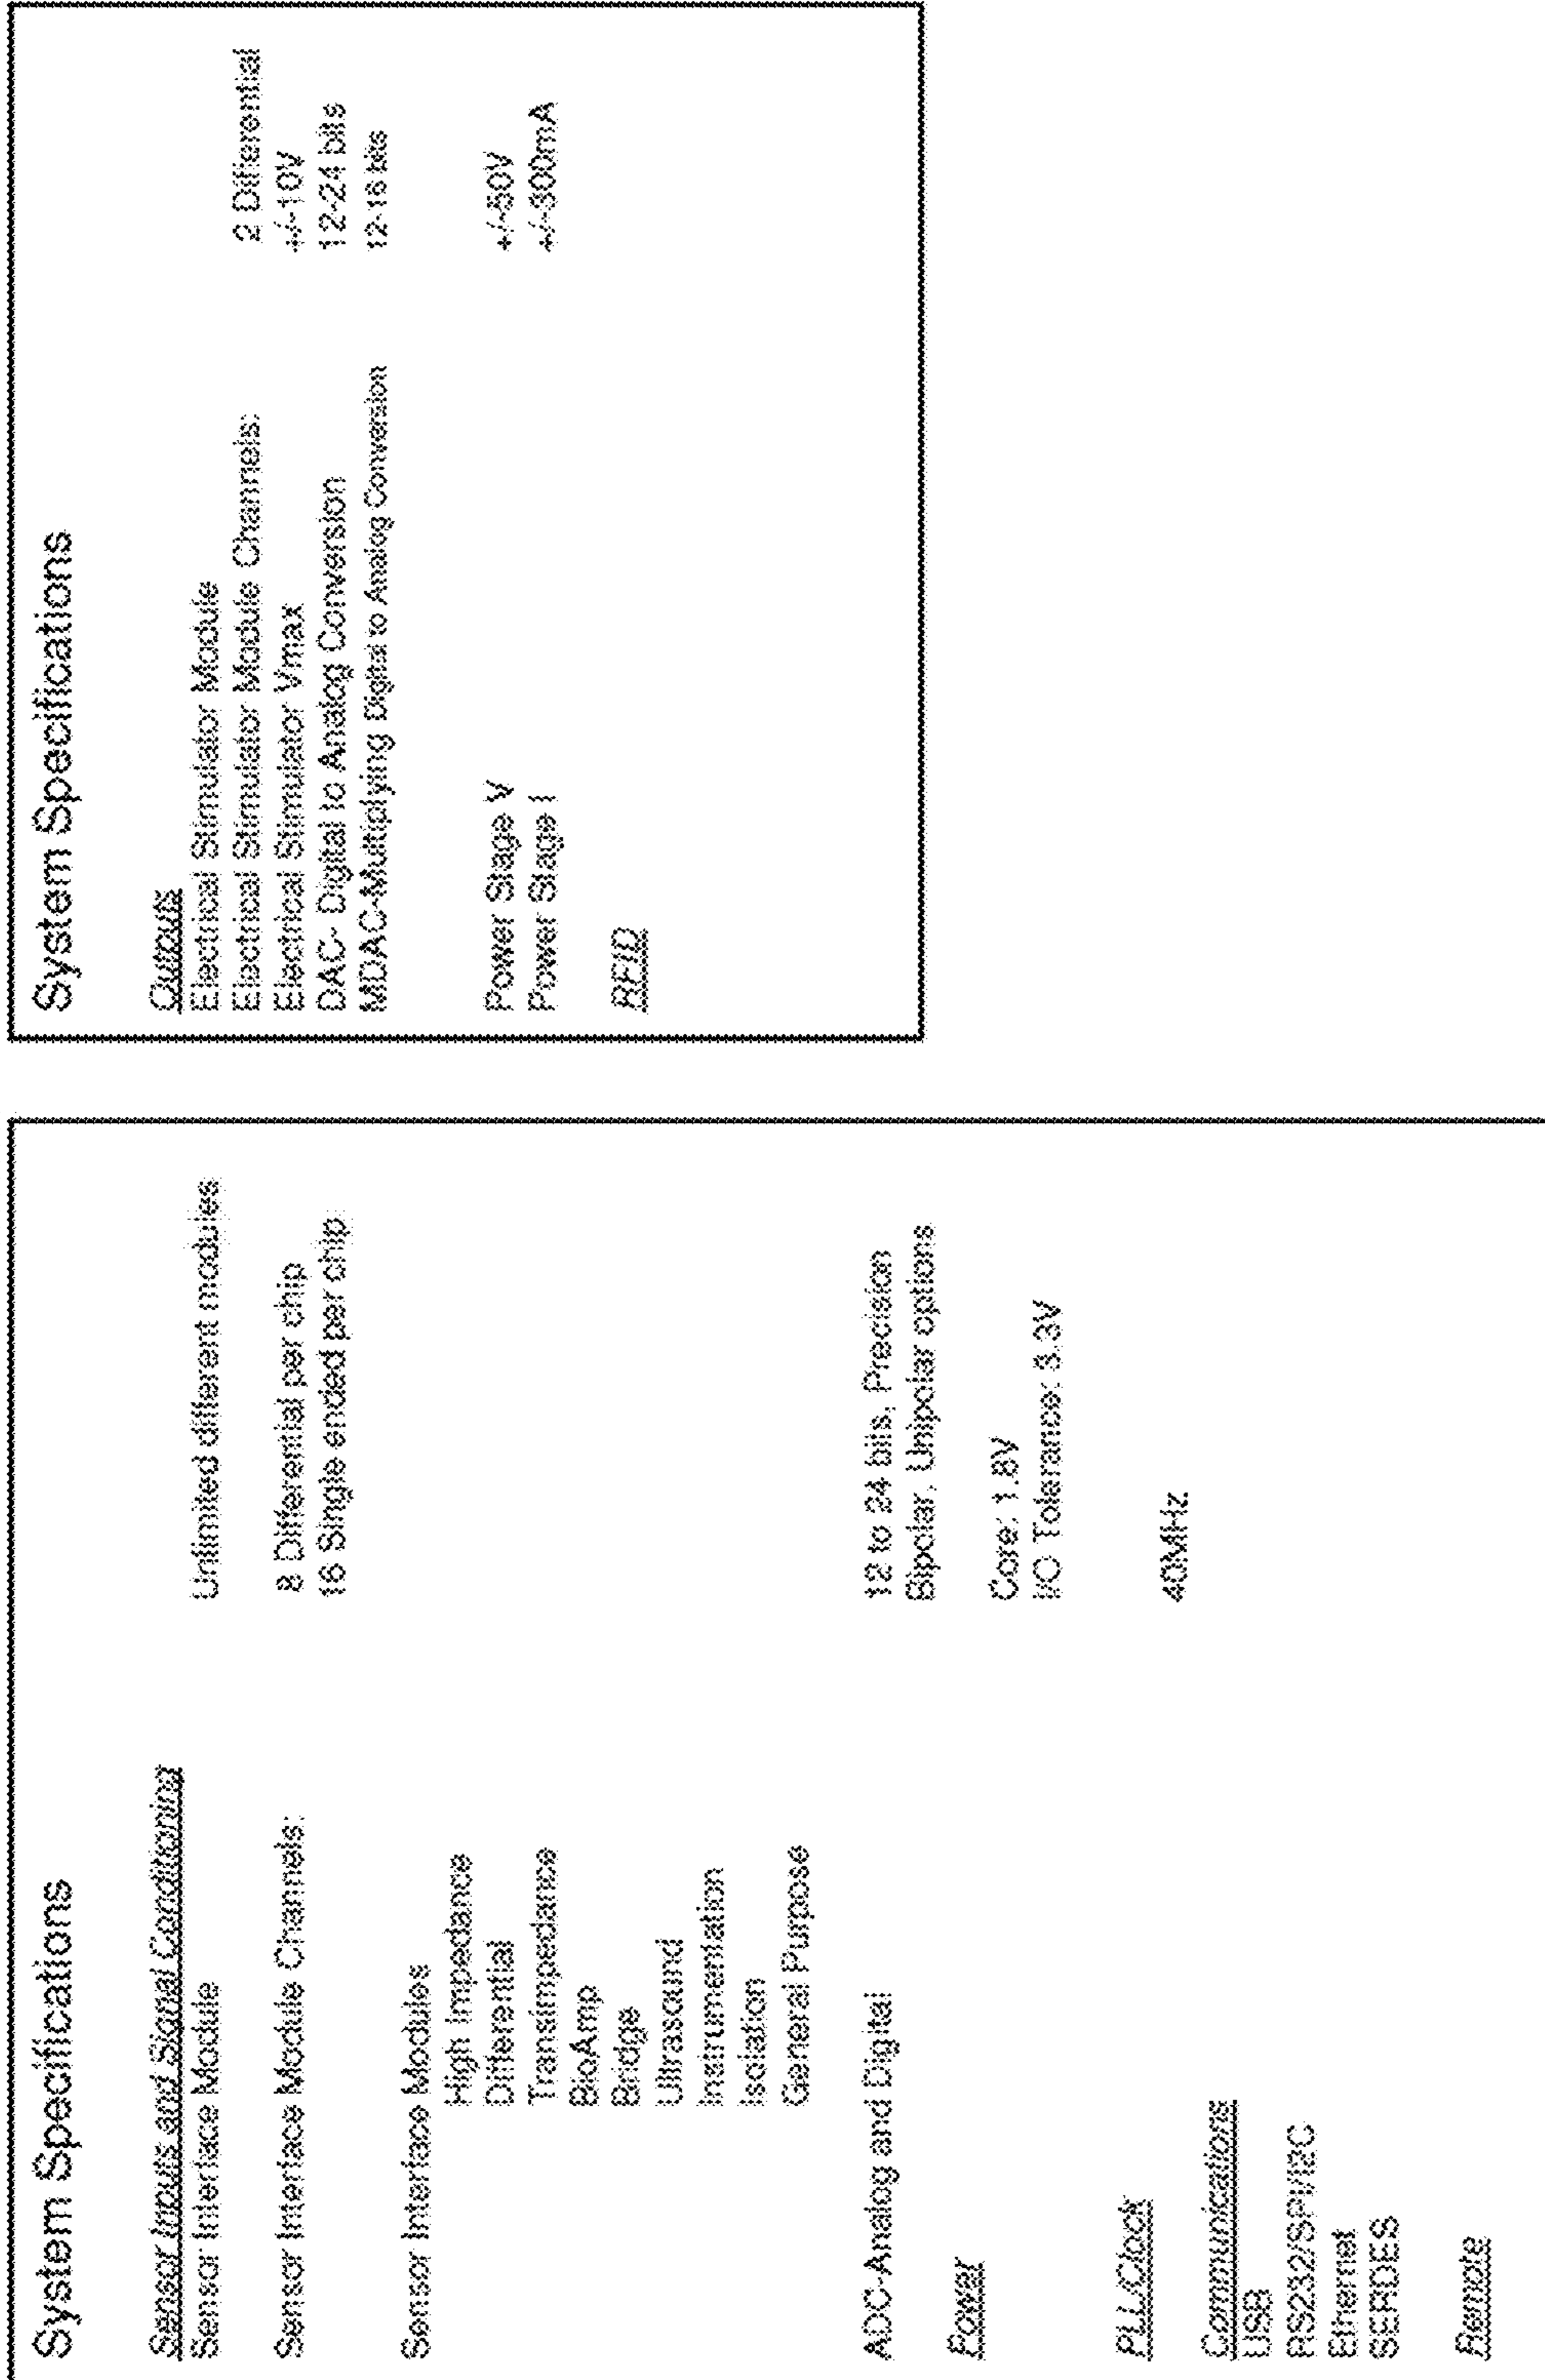 System Specifications
Sensor Inputs and Signal Conditioning
Sensor Interface Module Unlimited different modules
Sensor Interface Module Channels: 8 Differential per chip
16 Single ended per chip
Sensor Interface Modules
High Impedance
Differential
Transimpedance
BioAmp
Bridge
Ultrasound
Instrumentation
Isolation
General Purpose
ADC-Analog and Digital 12 to 24 bits, Precision
Bipolar, Unipolar options
Power
Core: 1.8V
I/O Tolerance: 3.3V
PLL/Clock
40MHz
Communications
USB
RS232/SPI/I2C
Ethernet
SERDES
Remote
System Specifications
Outputs
Electrical Stimulator Module
Electrical Stimulator Module Channels: 2 Differential
Electrical Stimulator Vmax +/-10V
DAC- Digital to Analog Conversion 12-24 bits
MDAC-Multiplying Digital to Analog Conversion 12-16 bits
Power Stage V
Power Stage I
RFID